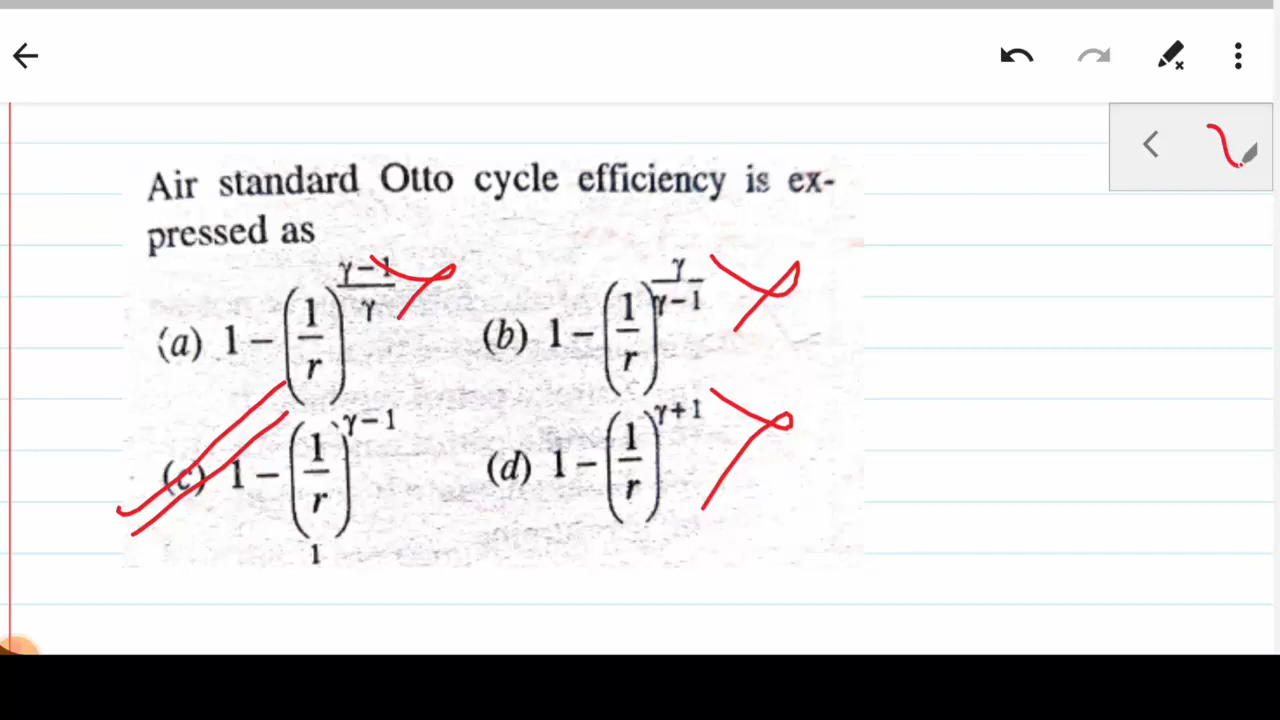 Air standard Otto cycle efficiency is ex-
pressed as
(a) 1 − (1/r)^((γ−1)/γ) (b) 1 − (1/r)^(γ/(γ−1))
(c) 1 − (1/r)^(γ−1) (d) 1 − (1/r)^(γ+1)
1